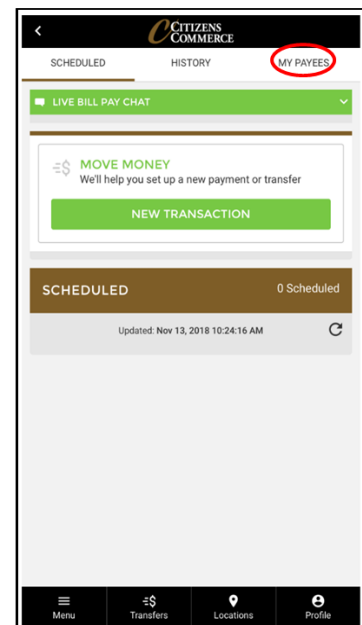 CITIZENS
COMMERCE
SCHEDULED HISTORY MY PAYEES
LIVE BILL PAY CHAT
MOVE MONEY
We'll help you set up a new payment or transfer
NEW TRANSACTION
SCHEDULED 0 Scheduled
Updated: Nov 13, 2018 10:24:16 AM
Menu Transfers Locations Profile